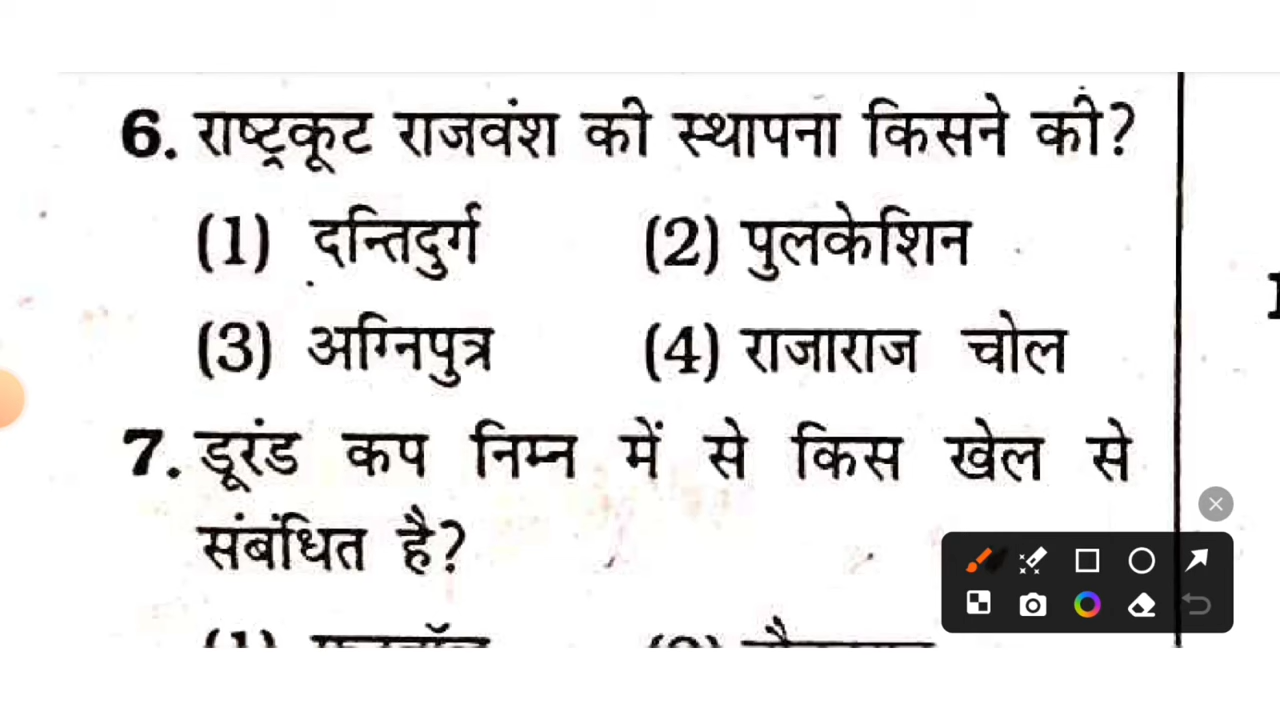 6. राष्ट्रकूट राजवंश की स्थापना किसने की?
(1) दन्तिदुर्ग (2) पुलकेशिन
(3) अग्निपुत्र (4) राजाराज चोल
7. डूरंड कप निम्न में से किस खेल से
संबंधित है?